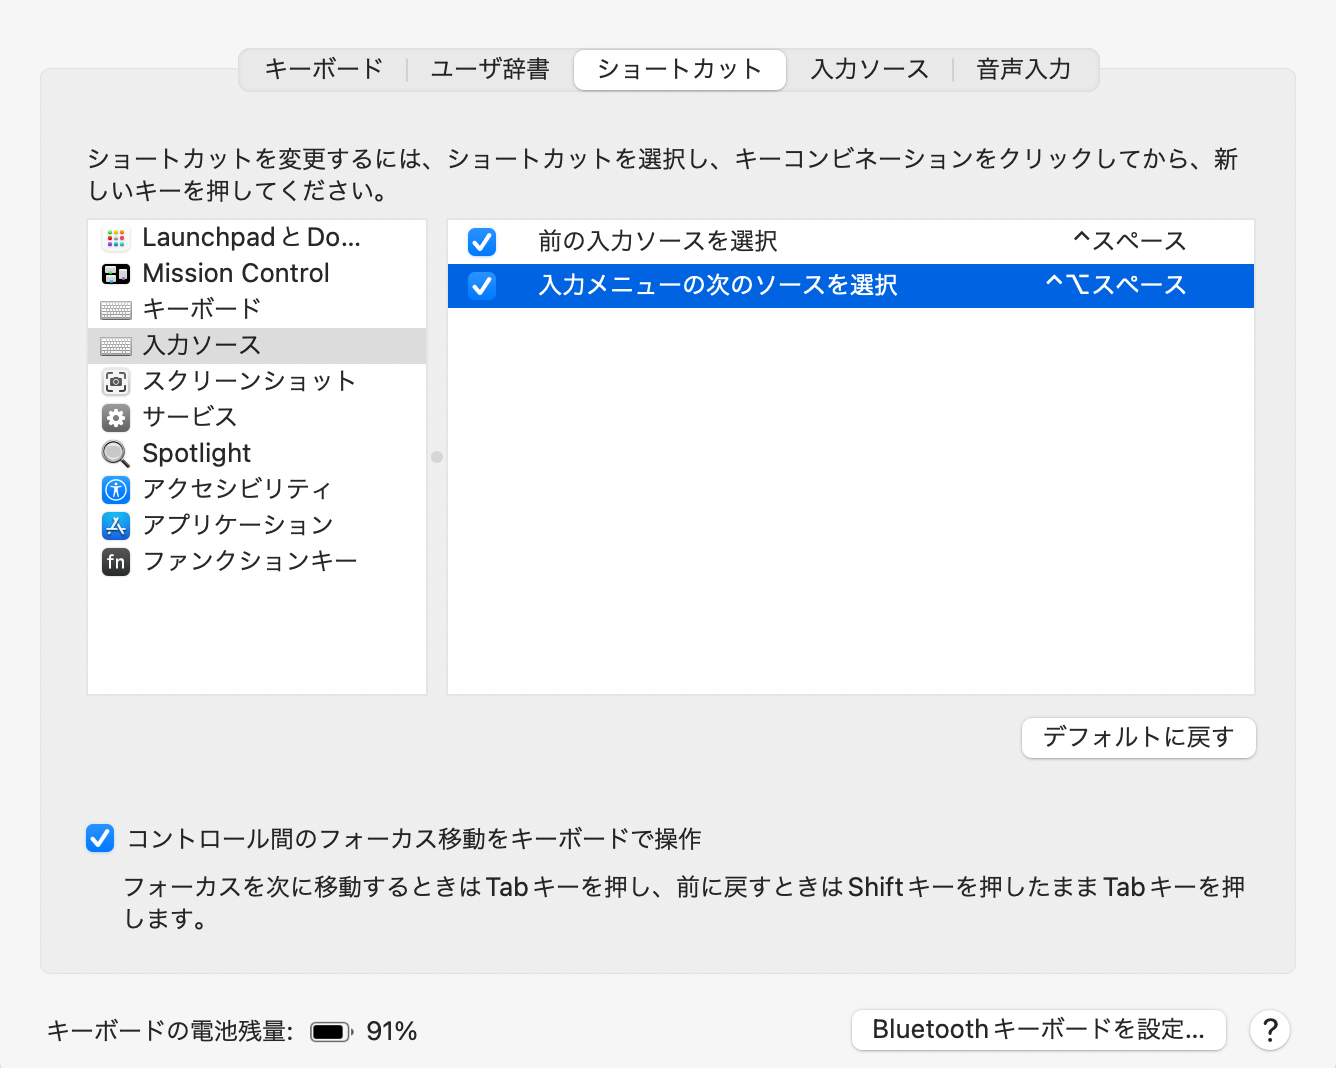 キーボード
ユーザ辞書
ショートカット
入力ソース
音声入力
ショートカットを変更するには、ショートカットを選択し、キーコンビネーションをクリックしてから、新
しいキーを押してください。
LaunchpadとDo...
Mission Control
キーボード
入力ソース
スクリーンショット
サービス
Spotlight
アクセシビリティ
アプリケーション
fn ファンクションキー
前の入力ソースを選択 ^スペース
入力メニューの次のソースを選択 ^⌥スペース
デフォルトに戻す
コントロール間のフォーカス移動をキーボードで操作
フォーカスを次に移動するときはTabキーを押し、前に戻すときはShiftキーを押したままTabキーを押
します。
キーボードの電池残量: 91%
Bluetoothキーボードを設定...
?